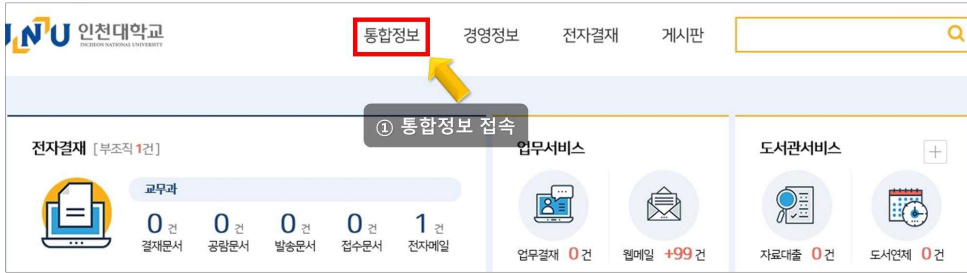 INU 인천대학교
INCHEON NATIONAL UNIVERSITY
통합정보 경영정보 전자결재 게시판
① 통합정보 접속
전자결재 [부조직 1건]
교무과
0 건 0 건 0 건 0 건 1 건
결재문서 공람문서 발송문서 접수문서 전자메일
업무서비스
업무결재 0 건 웹메일 +99 건
도서관서비스 +
자료대출 0 건 도서연체 0 건